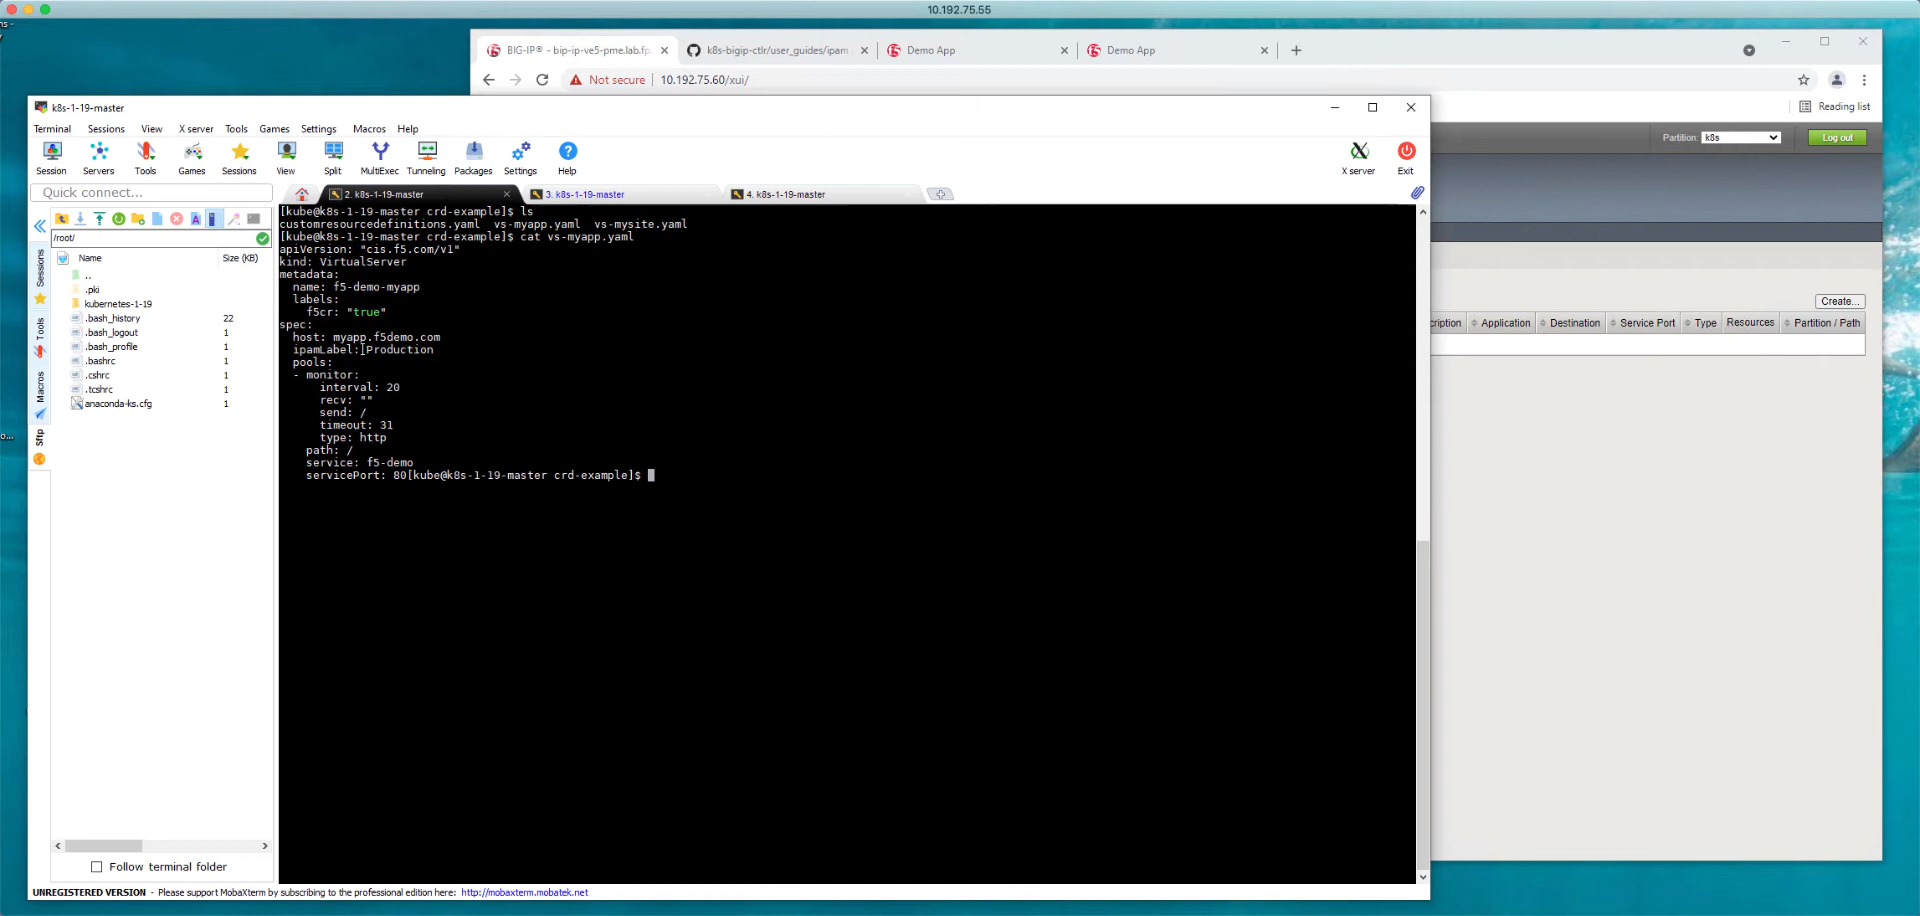 10.192.75.55
BIG-IP® - bip-ip-ve5-pme.lab.fp
k8s-bigip-ctlr/user_guides/ipam
Demo App
Demo App
Not secure
10.192.75.60/xui/
Reading list
Partition: k8s
Log out
Create...
cription
Application
Destination
Service Port
Type
Resources
Partition / Path
k8s-1-19-master
Terminal Sessions View X server Tools Games Settings Macros Help
Session Servers Tools Games Sessions View Split MultiExec Tunneling Packages Settings Help X server Exit
Quick connect...
2. k8s-1-19-master
3. k8s-1-19-master
4. k8s-1-19-master
/root/
Name Size (KB)
..
.pki
kubernetes-1-19
.bash_history 22
.bash_logout 1
.bash_profile 1
.bashrc 1
.cshrc 1
.tcshrc 1
anaconda-ks.cfg 1
Sessions
Tools
Macros
Sftp
Follow terminal folder
[kube@k8s-1-19-master crd-example]$ ls
customresourcedefinitions.yaml vs-myapp.yaml vs-mysite.yaml
[kube@k8s-1-19-master crd-example]$ cat vs-myapp.yaml
apiVersion: "cis.f5.com/v1"
kind: VirtualServer
metadata:
name: f5-demo-myapp
labels:
f5cr: "true"
spec:
host: myapp.f5demo.com
ipamLabel: Production
pools:
- monitor:
interval: 20
recv: ""
send: /
timeout: 31
type: http
path: /
service: f5-demo
servicePort: 80[kube@k8s-1-19-master crd-example]$
UNREGISTERED VERSION - Please support MobaXterm by subscribing to the professional edition here: http://mobaxterm.mobatek.net